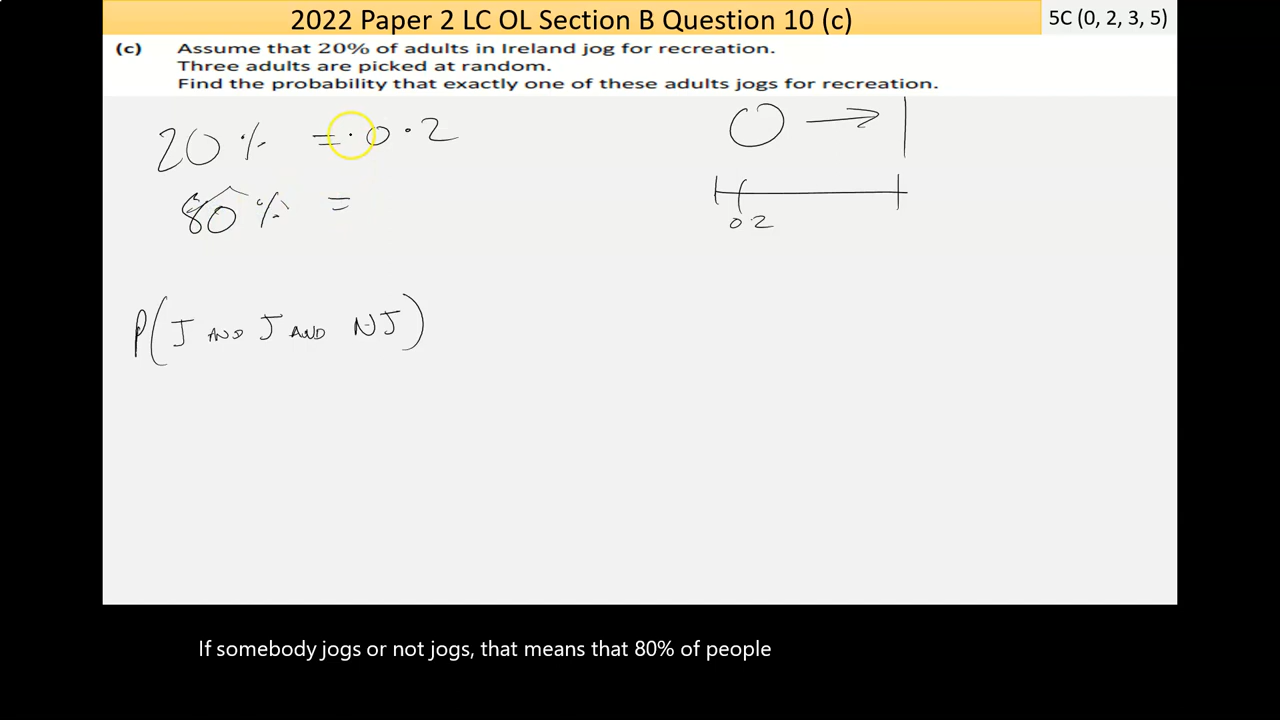 2022 Paper 2 LC OL Section B Question 10 (c)
5C (0, 2, 3, 5)
(c) Assume that 20% of adults in Ireland jog for recreation.
Three adults are picked at random.
Find the probability that exactly one of these adults jogs for recreation.
20% = 0.2
0 → 1
80% =
0.2
P(J AND J AND NJ)
If somebody jogs or not jogs, that means that 80% of people